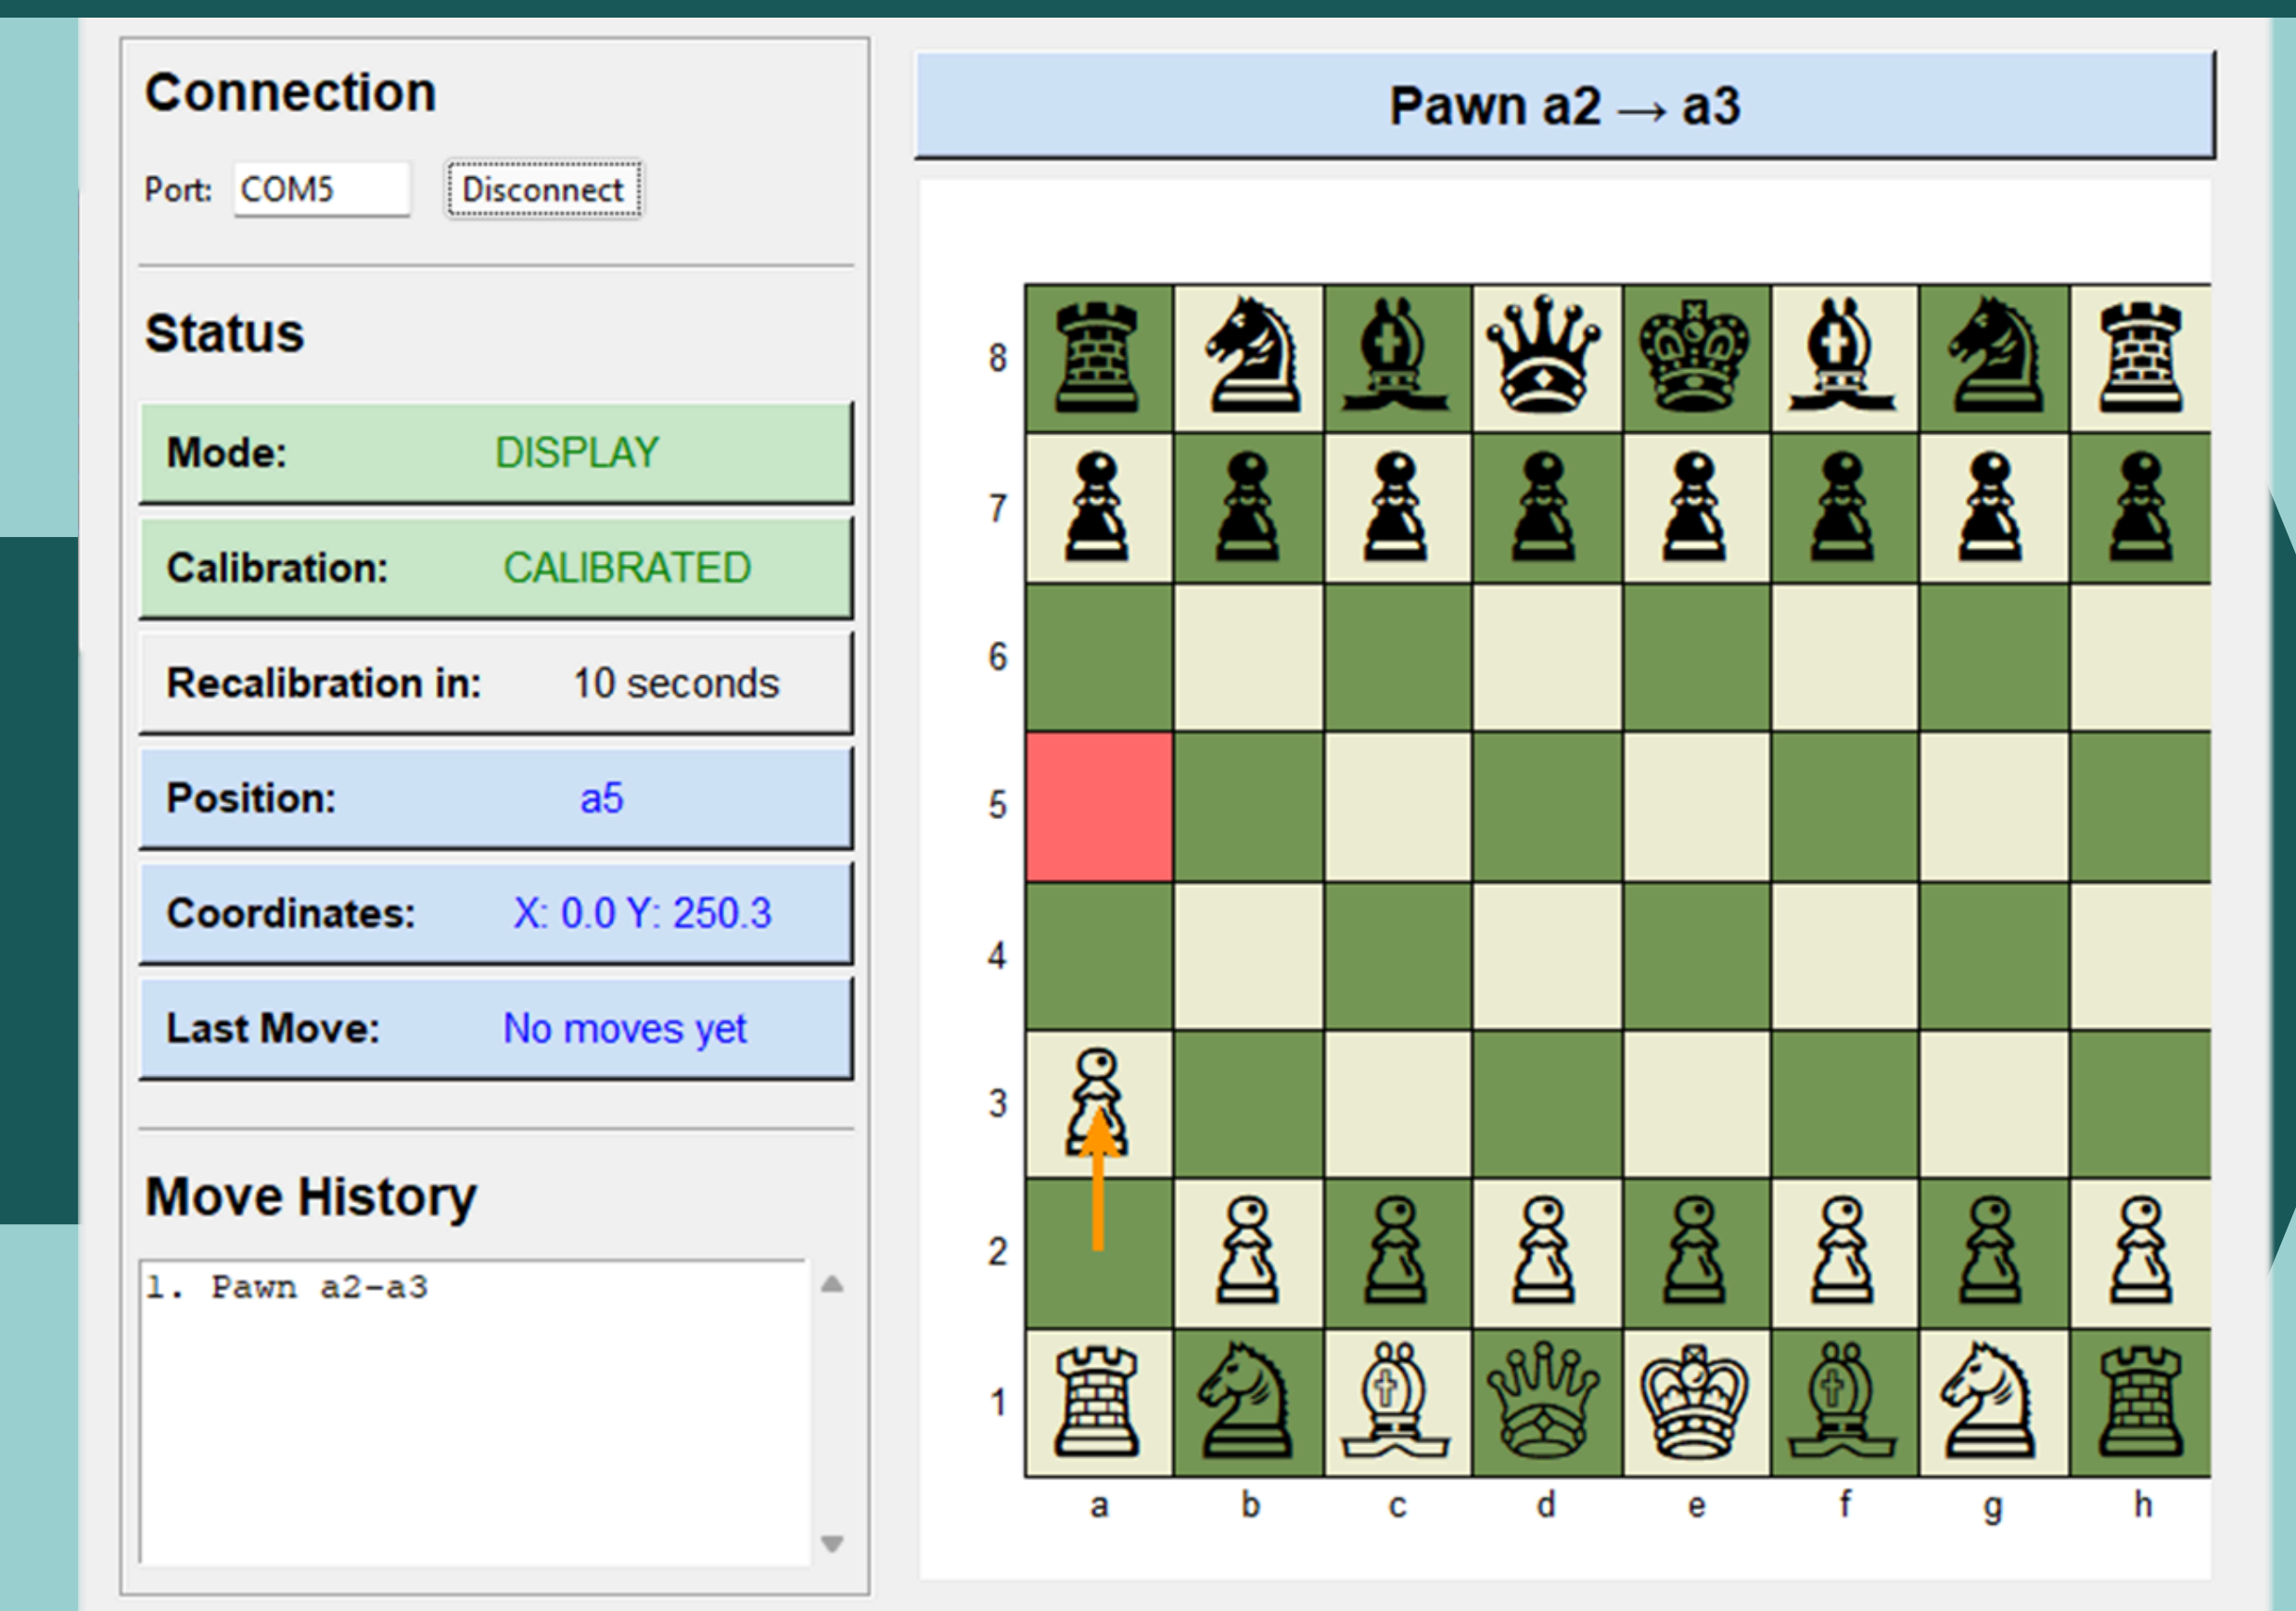 Connection
Port: COM5 Disconnect
Status
Mode: DISPLAY
Calibration: CALIBRATED
Recalibration in: 10 seconds
Position: a5
Coordinates: X: 0.0 Y: 250.3
Last Move: No moves yet
Move History
1. Pawn a2-a3
Pawn a2 → a3
8
7
6
5
4
3
2
1
a b c d e f g h